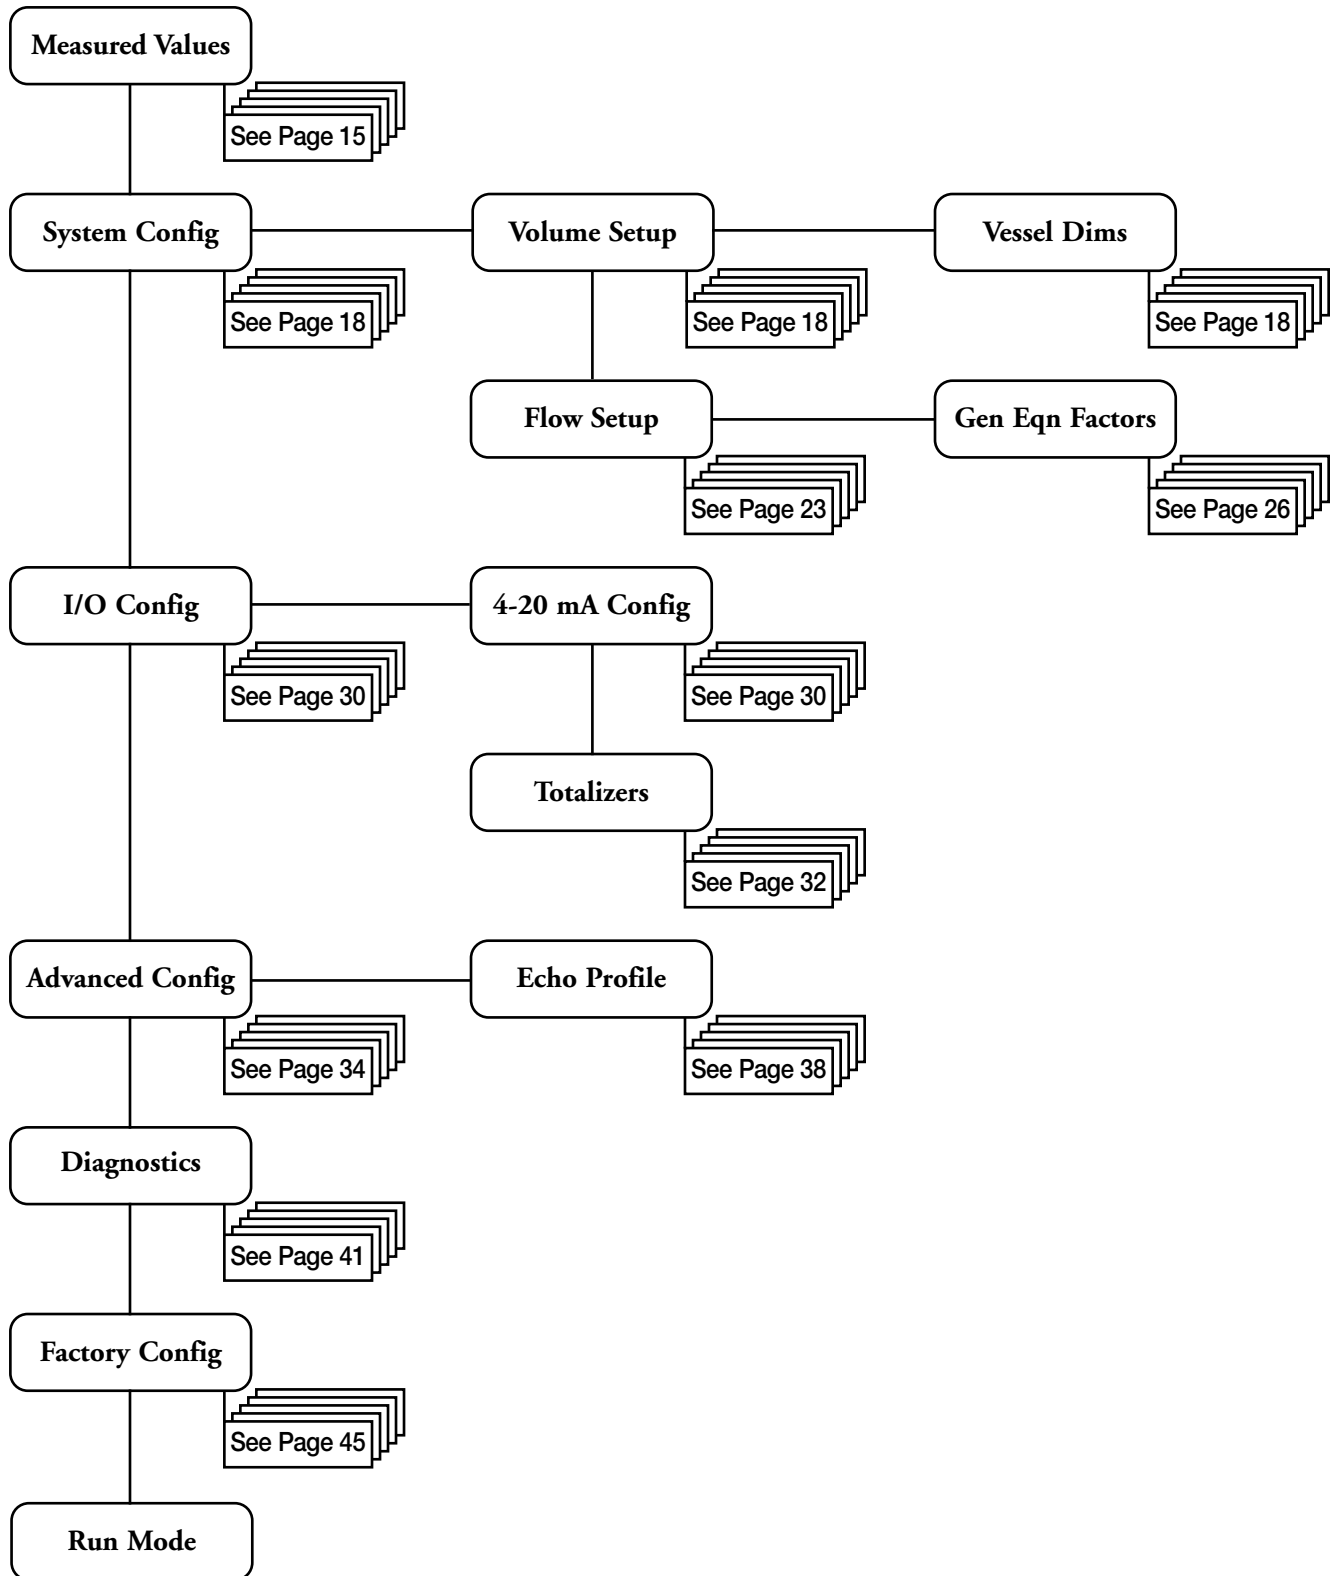 Measured Values
See Page 15
System Config
Volume Setup
Vessel Dims
See Page 18
See Page 18
See Page 18
Flow Setup
Gen Eqn Factors
See Page 23
See Page 26
I/O Config
4-20 mA Config
See Page 30
See Page 30
Totalizers
See Page 32
Advanced Config
Echo Profile
See Page 34
See Page 38
Diagnostics
See Page 41
Factory Config
See Page 45
Run Mode